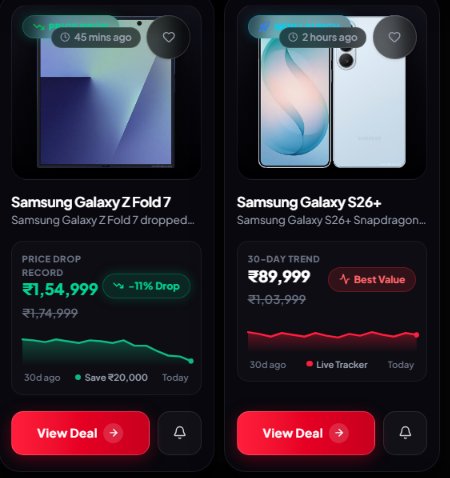 45 mins ago
Samsung Galaxy Z Fold 7
Samsung Galaxy Z Fold 7 dropped...
PRICE DROP
RECORD
₹1,54,999
-11% Drop
₹1,74,999
30d ago
Save ₹20,000
Today
View Deal
2 hours ago
Samsung Galaxy S26+
Samsung Galaxy S26+ Snapdragon...
30-DAY TREND
₹89,999
Best Value
₹1,03,999
30d ago
Live Tracker
Today
View Deal